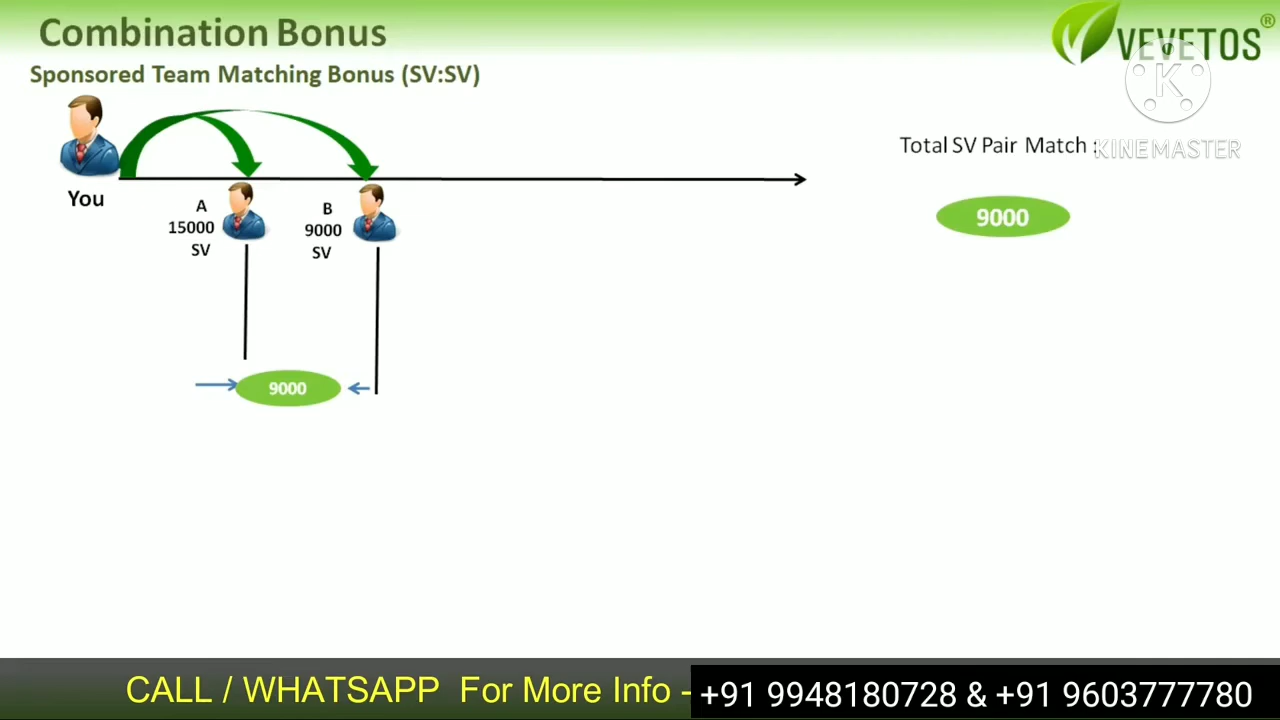 Combination Bonus
Sponsored Team Matching Bonus (SV:SV)
VEVETOS®
K
KINEMASTER
You
A
15000
SV
B
9000
SV
9000
Total SV Pair Match :
9000
CALL / WHATSAPP For More Info - +91 9948180728 & +91 9603777780